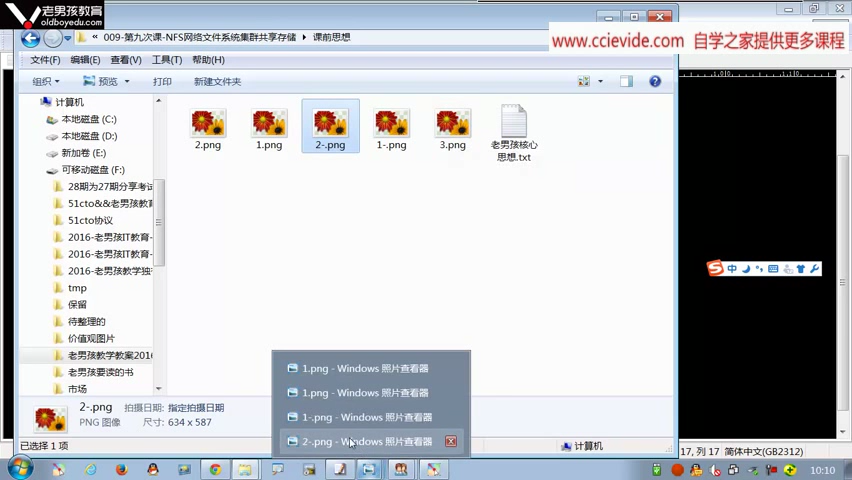 老男孩
oldboyedu.com
009-第九次课-NFS网络文件系统集群共享存储
课前思想
www.ccievide.com 自学之家提供更多课程
文件(F) 编辑(E) 查看(V) 工具(T) 帮助(H)
组织 预览 打印 新建文件夹
计算机
本地磁盘 (C:)
本地磁盘 (D:)
新加卷 (E:)
可移动磁盘 (F:)
28期为27期分享考试
51cto&&老男孩教育
51cto协议
2016-老男孩IT教育-
2016-老男孩IT教育-
2016-老男孩教学独
tmp
保留
待整理的
价值观图片
老男孩教学教案2016
老男孩要读的书
市场
2.png
1.png
2-.png
1-.png
3.png
老男孩核心
思想.txt
中
1.png - Windows 照片查看器
1.png - Windows 照片查看器
1-.png - Windows 照片查看器
2-.png - Windows 照片查看器
2-.png 拍摄日期: 指定拍摄日期
PNG 图像 尺寸: 634 x 587
已选择 1 项
计算机
17, 列 17 简体中文(GB2312)
10:10